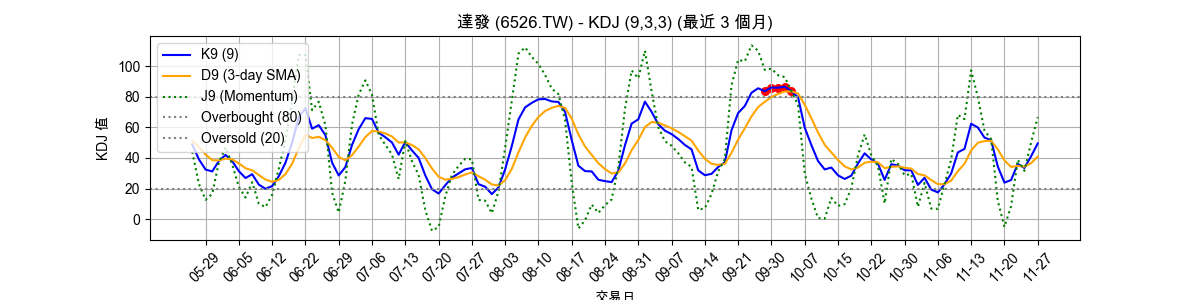 達發 (6526.TW) - KDJ (9,3,3) (最近 3 個月)
K9 (9)
D9 (3-day SMA)
J9 (Momentum)
Overbought (80)
Oversold (20)
KDJ 值
100
80
60
40
20
0
05-29 06-05 06-12 06-22 06-29 07-06 07-13 07-20 07-27 08-03 08-10 08-17 08-24 08-31 09-07 09-14 09-21 09-30 10-07 10-15 10-22 10-30 11-06 11-13 11-20 11-27
交易日